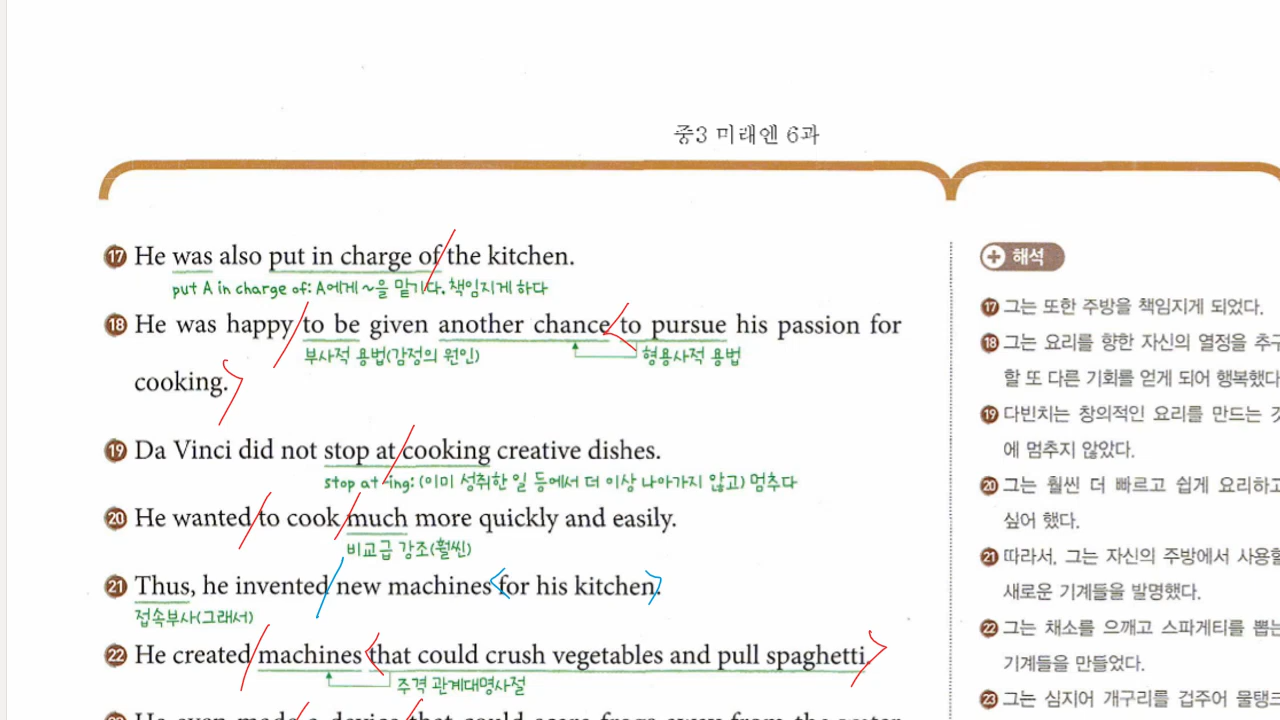 중3 미래엔 6과
17 He was also put in charge of the kitchen.
put A in charge of: A에게 ~을 맡기다, 책임지게 하다
18 He was happy to be given another chance to pursue his passion for
부사적 용법(감정의 원인) 형용사적 용법
cooking.
19 Da Vinci did not stop at cooking creative dishes.
stop at -ing: (이미 성취한 일 등에서 더 이상 나아가지 않고) 멈추다
20 He wanted to cook much more quickly and easily.
비교급 강조(훨씬)
21 Thus, he invented new machines for his kitchen.
접속부사(그래서)
22 He created machines that could crush vegetables and pull spaghetti.
주격 관계대명사절
He even made a device that could scare frogs away from the water
해석
17 그는 또한 주방을 책임지게 되었다.
18 그는 요리를 향한 자신의 열정을 추구
할 또 다른 기회를 얻게 되어 행복했다
19 다빈치는 창의적인 요리를 만드는 것
에 멈추지 않았다.
20 그는 훨씬 더 빠르고 쉽게 요리하고
싶어 했다.
21 따라서, 그는 자신의 주방에서 사용할
새로운 기계들을 발명했다.
22 그는 채소를 으깨고 스파게티를 뽑는
기계들을 만들었다.
23 그는 심지어 개구리를 겁주어 물탱크